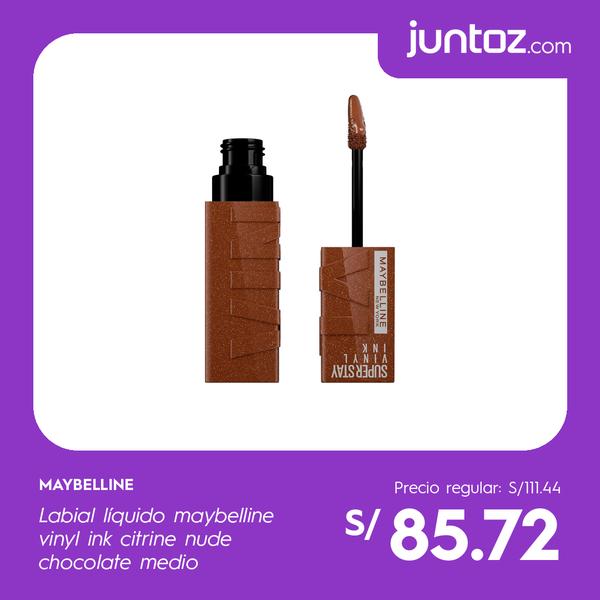 juntoz.com
VINYL
MAYBELLINE
NEW YORK
SUPERSTAY
VINYL
INK
MAYBELLINE
Labial líquido maybelline
vinyl ink citrine nude
chocolate medio
Precio regular: S/111.44
S/ 85.72